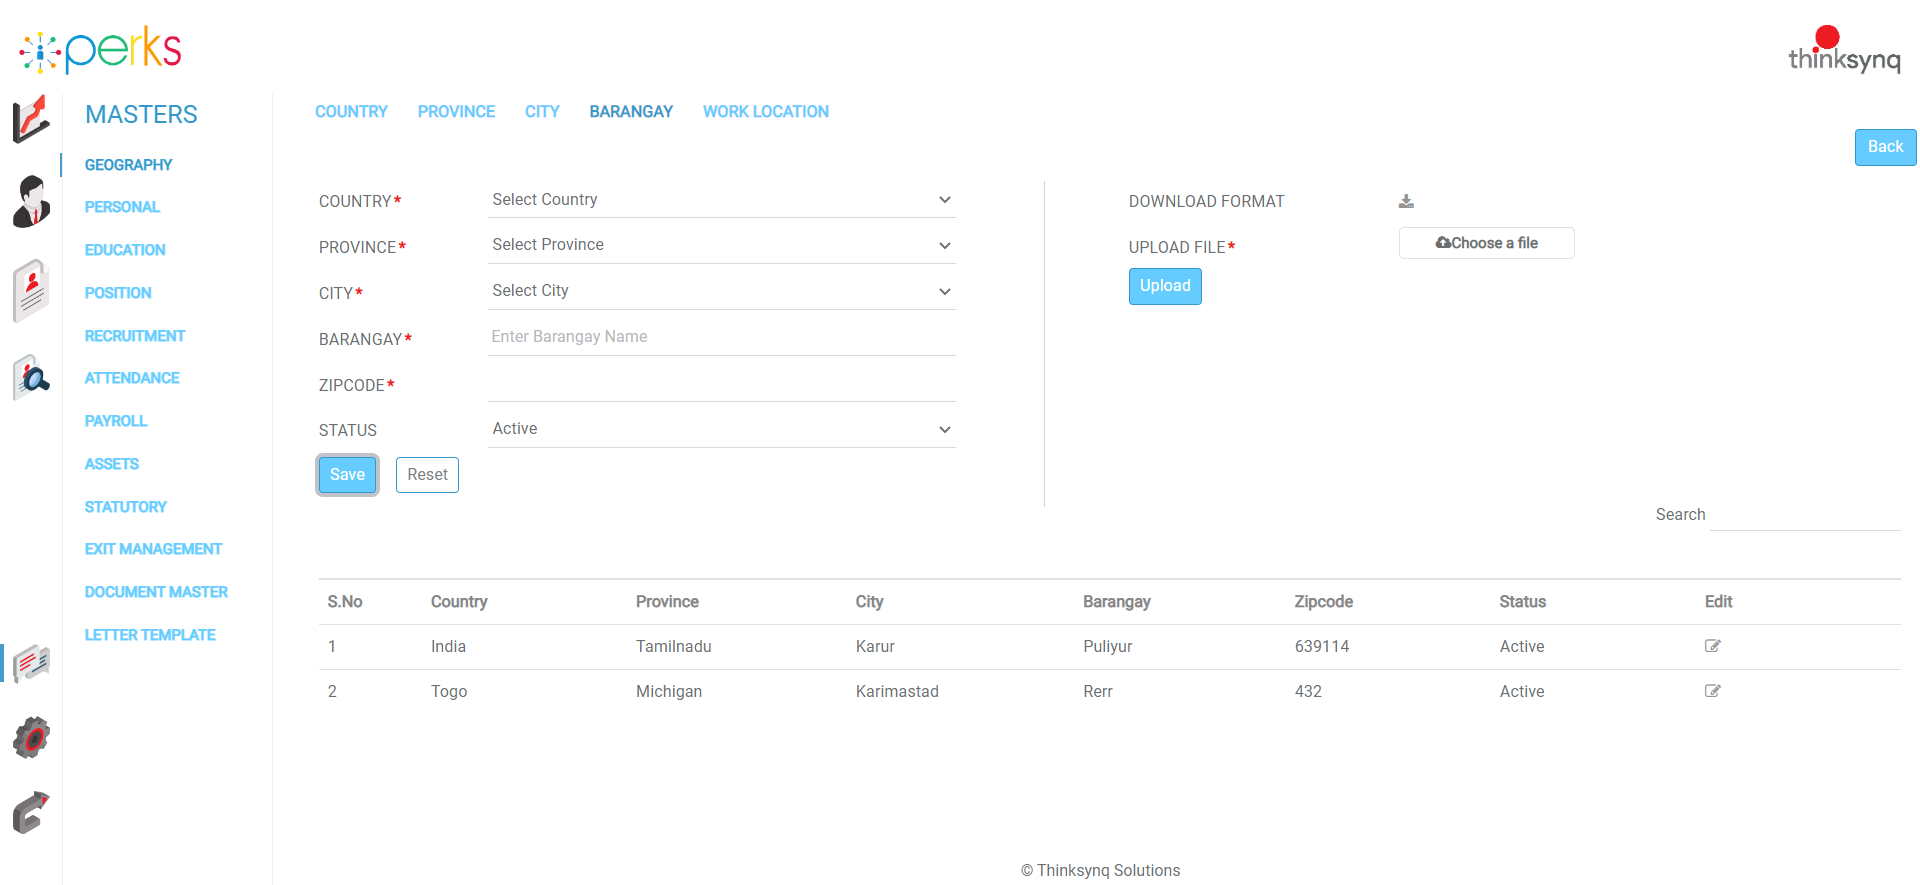 perks
thinksynq
MASTERS
COUNTRY PROVINCE CITY BARANGAY WORK LOCATION
Back
GEOGRAPHY
PERSONAL
EDUCATION
POSITION
RECRUITMENT
ATTENDANCE
PAYROLL
ASSETS
STATUTORY
EXIT MANAGEMENT
DOCUMENT MASTER
LETTER TEMPLATE
COUNTRY* Select Country
PROVINCE* Select Province
CITY* Select City
BARANGAY* Enter Barangay Name
ZIPCODE*
STATUS Active
Save Reset
DOWNLOAD FORMAT
UPLOAD FILE* Choose a file
Upload
Search
S.No Country Province City Barangay Zipcode Status Edit
1 India Tamilnadu Karur Puliyur 639114 Active
2 Togo Michigan Karimastad Rerr 432 Active
© Thinksynq Solutions